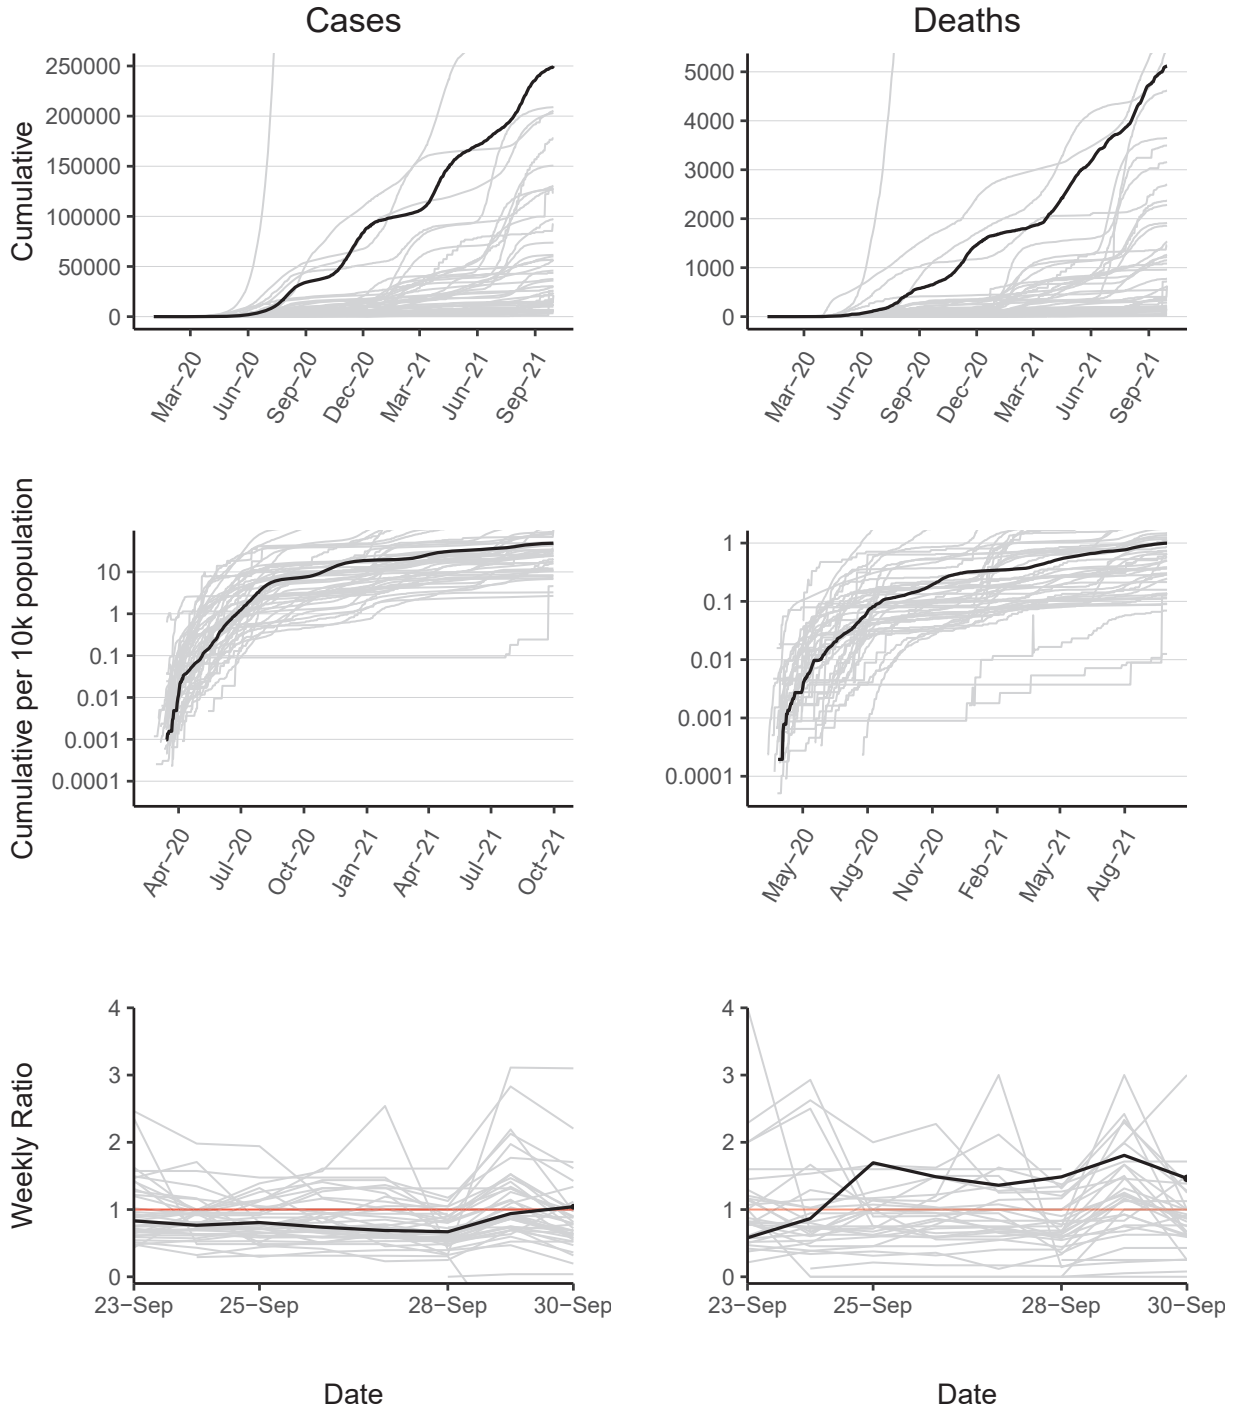 Cases
Deaths
Cumulative
250000
200000
150000
100000
50000
0
Mar−20
Jun−20
Sep−20
Dec−20
Mar−21
Jun−21
Sep−21
5000
4000
3000
2000
1000
0
Mar−20
Jun−20
Sep−20
Dec−20
Mar−21
Jun−21
Sep−21
Cumulative per 10k population
10
1
0.1
0.01
0.001
0.0001
Apr−20
Jul−20
Oct−20
Jan−21
Apr−21
Jul−21
Oct−21
1
0.1
0.01
0.001
0.0001
May−20
Aug−20
Nov−20
Feb−21
May−21
Aug−21
Weekly Ratio
4
3
2
1
0
23−Sep
25−Sep
28−Sep
30−Sep
4
3
2
1
0
23−Sep
25−Sep
28−Sep
30−Sep
Date
Date